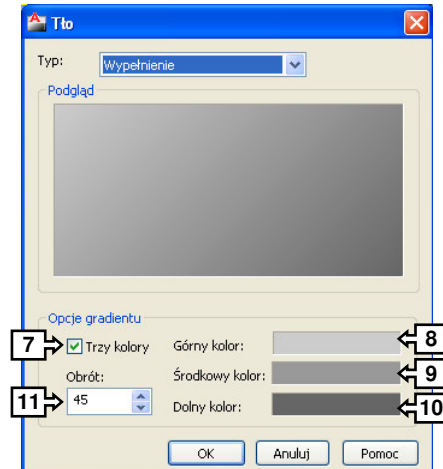 Tło
Typ: Wypełnienie
Podgląd
Opcje gradientu
7 Trzy kolory Górny kolor: 8
Obrót: Środkowy kolor: 9
11 45 Dolny kolor: 10
OK Anuluj Pomoc